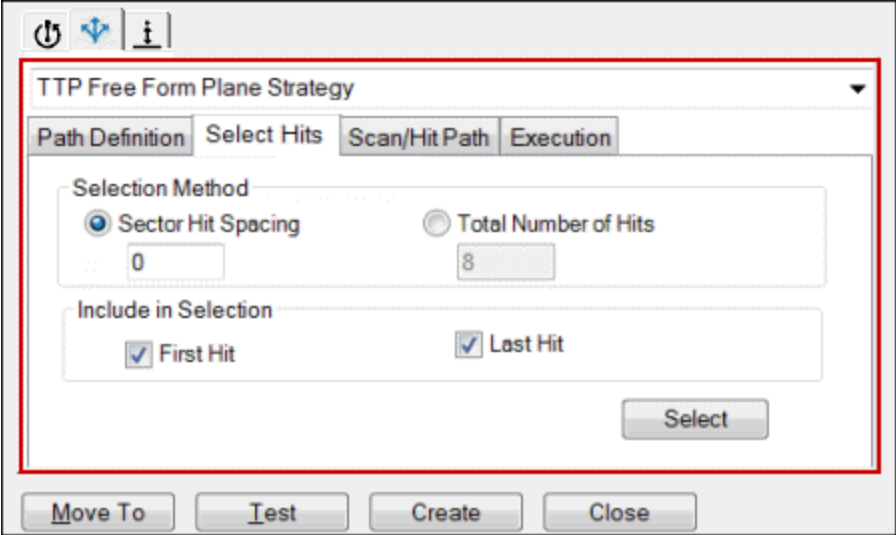 TTP Free Form Plane Strategy
Path Definition Select Hits Scan/Hit Path Execution
Selection Method
Sector Hit Spacing Total Number of Hits
0 8
Include in Selection
First Hit Last Hit
Select
Move To Test Create Close